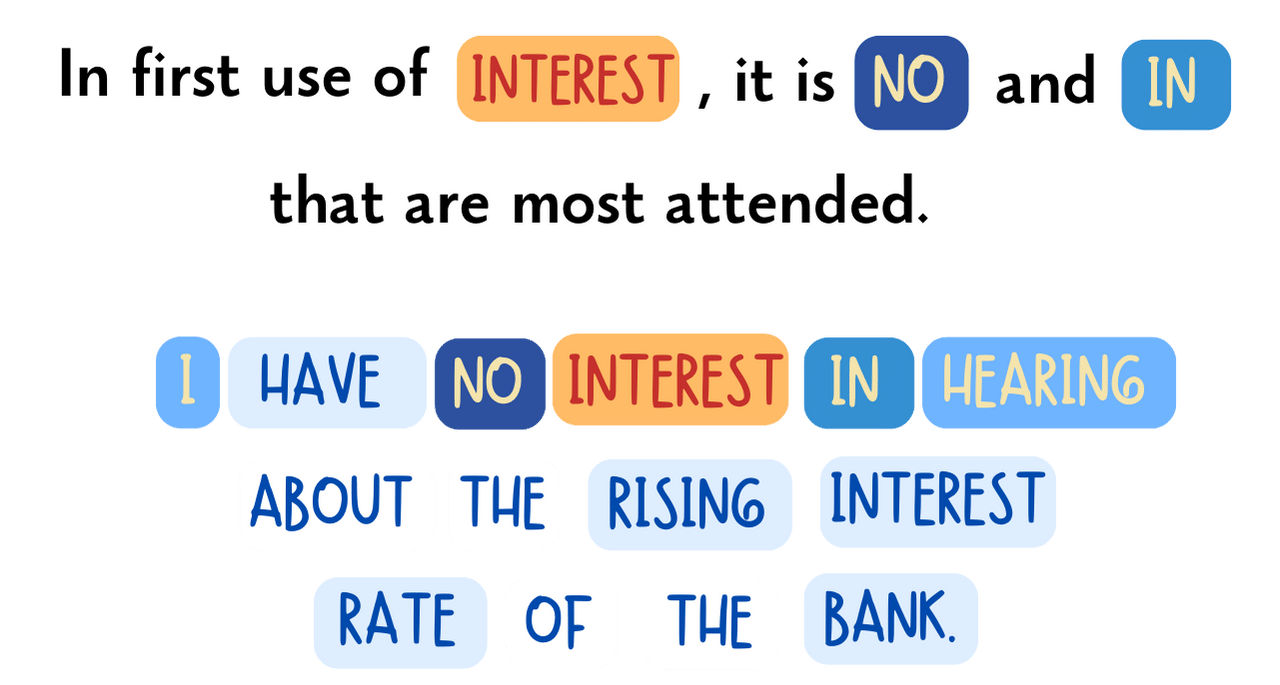 In first use of INTEREST, it is NO and IN
that are most attended.
I HAVE NO INTEREST IN HEARING
ABOUT THE RISING INTEREST
RATE OF THE BANK.